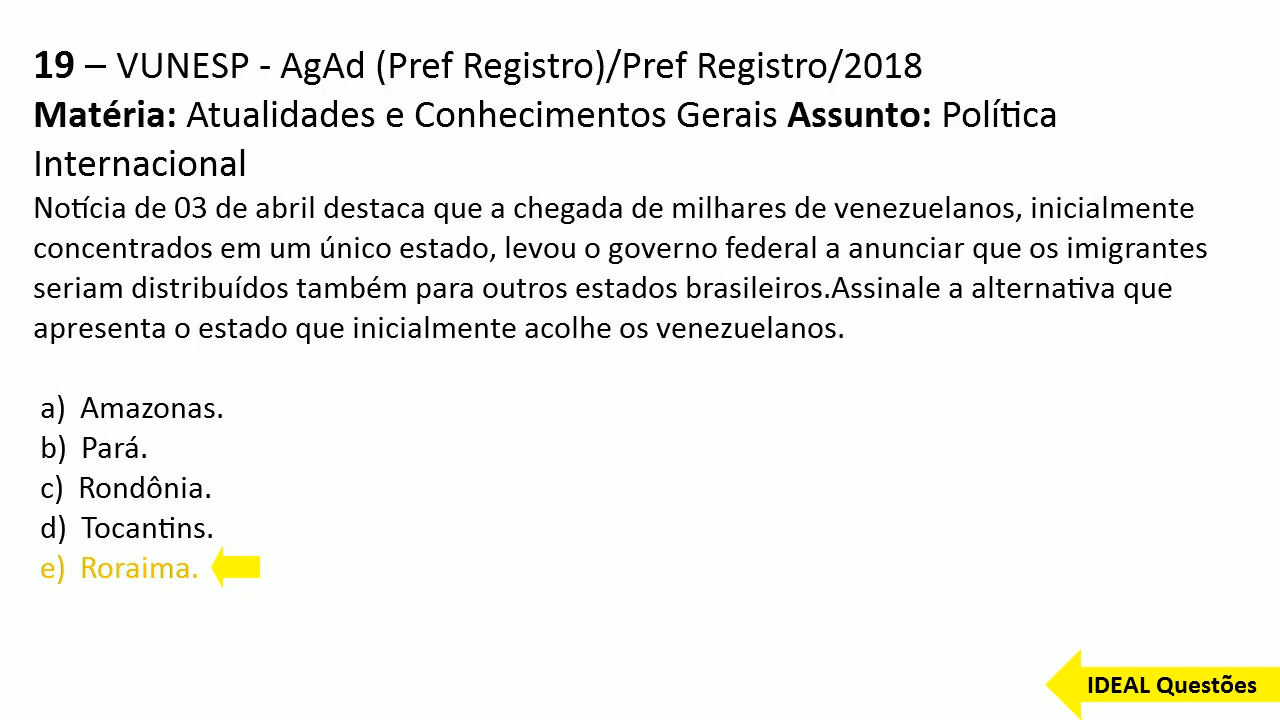 19 – VUNESP - AgAd (Pref Registro)/Pref Registro/2018
Matéria: Atualidades e Conhecimentos Gerais Assunto: Política
Internacional
Notícia de 03 de abril destaca que a chegada de milhares de venezuelanos, inicialmente
concentrados em um único estado, levou o governo federal a anunciar que os imigrantes
seriam distribuídos também para outros estados brasileiros.Assinale a alternativa que
apresenta o estado que inicialmente acolhe os venezuelanos.
a) Amazonas.
b) Pará.
c) Rondônia.
d) Tocantins.
e) Roraima.
IDEAL Questões